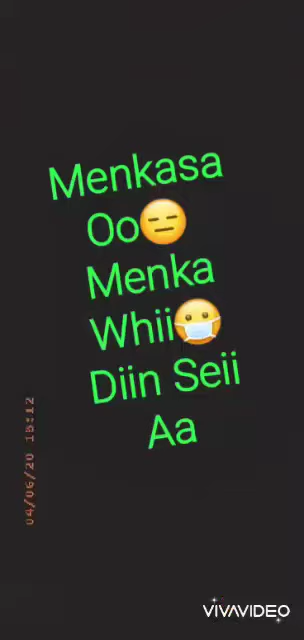 Menkasa
Oo😑
Menka
Whii😷
Diin Seii
Aa
04/06/20 15:12
VIVAVIDEO